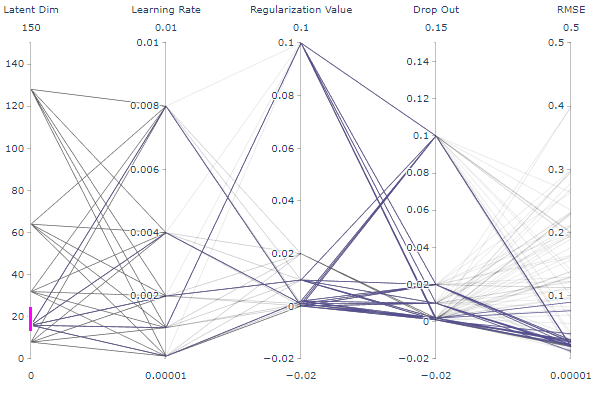 Latent Dim Learning Rate Regularization Value Drop Out RMSE
150 0.01 0.1 0.15 0.5
0.01 0.1
140 0.14
0.008 0.08 0.12 0.4
120
100 0.006 0.06 0.1 0.3
80 0.08
0.04 0.06
60 0.004 0.2
0.02 0.04
40
0.002 0.02 0.1
20 0
0
0 −0.02 −0.02
0 0.00001 −0.02 −0.02 0.00001